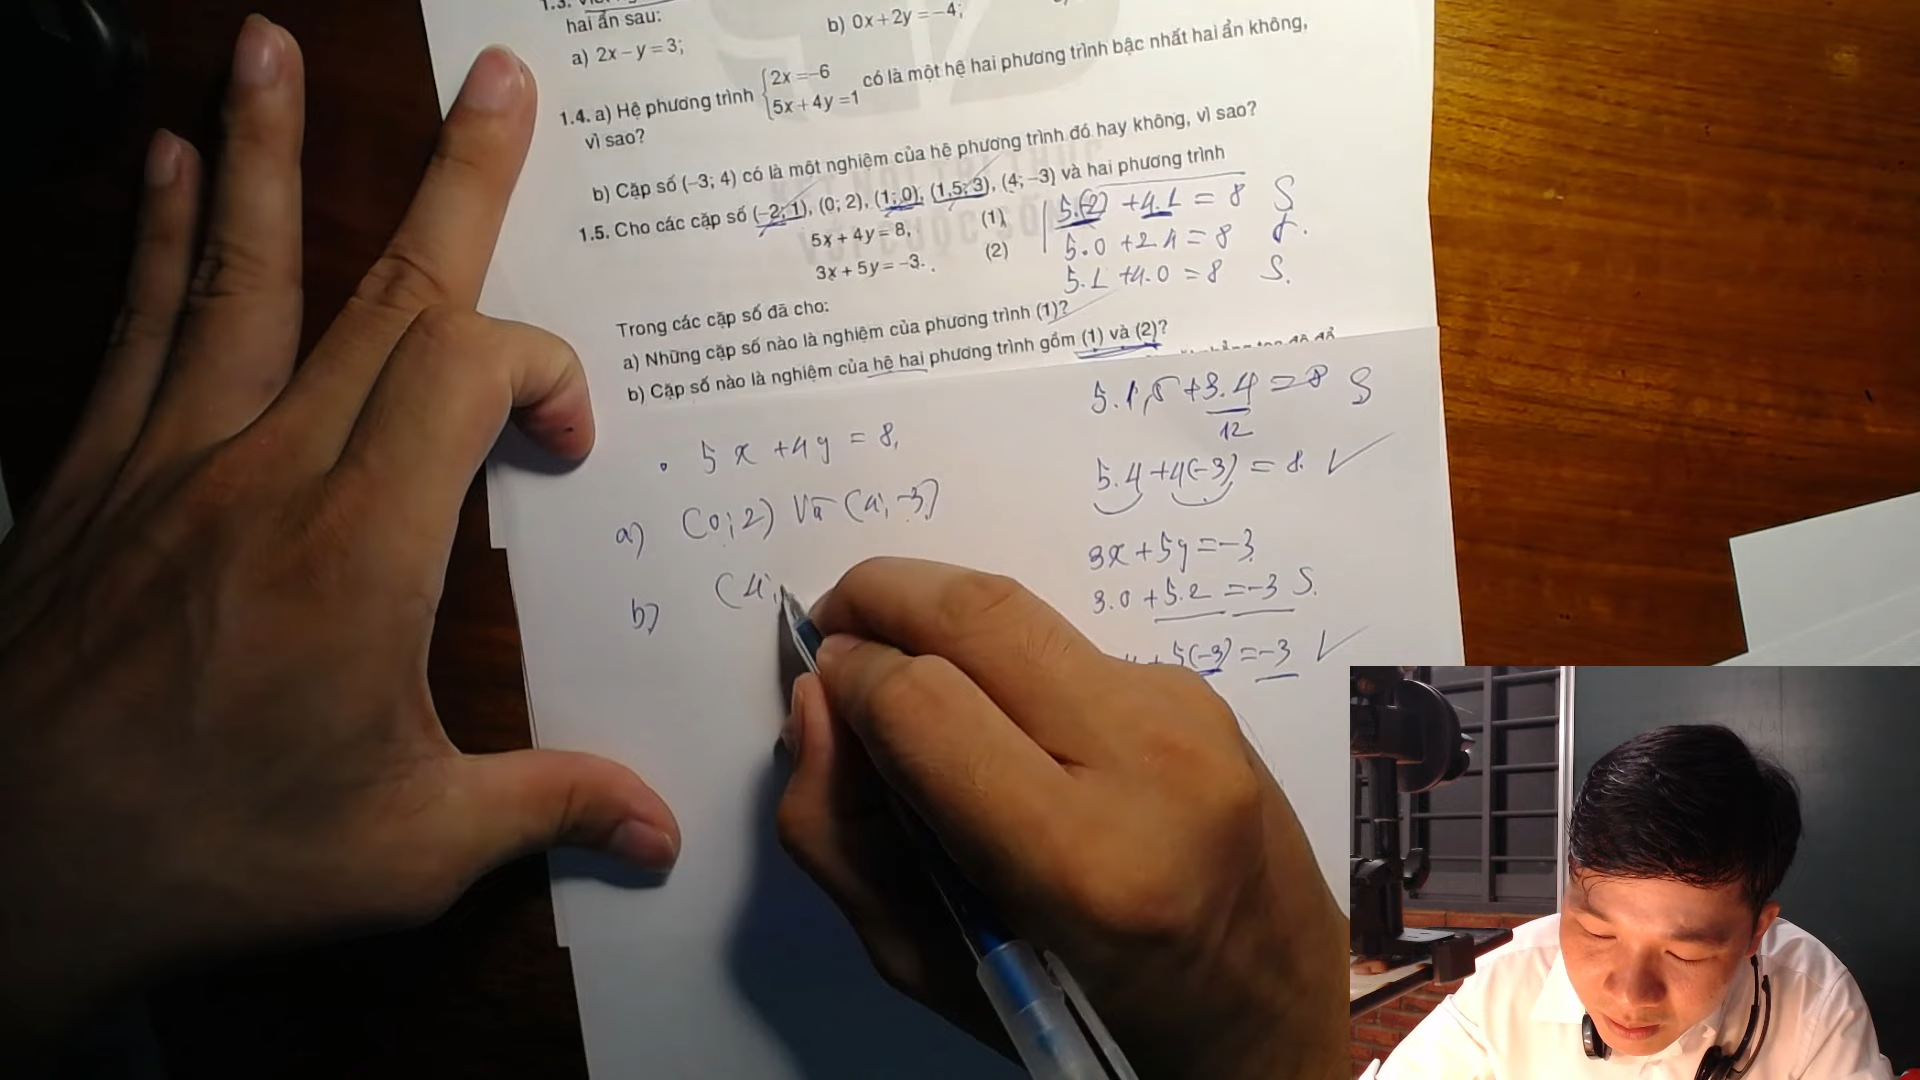 hai ẩn sau:
a) 2x – y = 3;
b) 0x + 2y = –4;
1.4. a) Hệ phương trình { 2x = –6
5x + 4y = 1 có là một hệ hai phương trình bậc nhất hai ẩn không,
vì sao?
b) Cặp số (–3; 4) có là một nghiệm của hệ phương trình đó hay không, vì sao?
1.5. Cho các cặp số (–2; 1), (0; 2), (1; 0), (1,5; 3), (4; –3) và hai phương trình
5x + 4y = 8, (1)
3x + 5y = –3. (2)
Trong các cặp số đã cho:
a) Những cặp số nào là nghiệm của phương trình (1)?
b) Cặp số nào là nghiệm của hệ hai phương trình gồm (1) và (2)?
5.(-2) + 4.1 = 8 S
5.0 + 2.4 = 8 đ.
5.1 + 4.0 = 8 S.
5.1,5 + 3.4 = 8 S
12
5.4 + 4(-3) = 8. ✓
3x + 5y = -3
3.0 + 5.2 = -3 S.
+ 5(-3) = -3 ✓
5x + 4y = 8,
a) (0; 2) Và (4; -3)
b) (4;